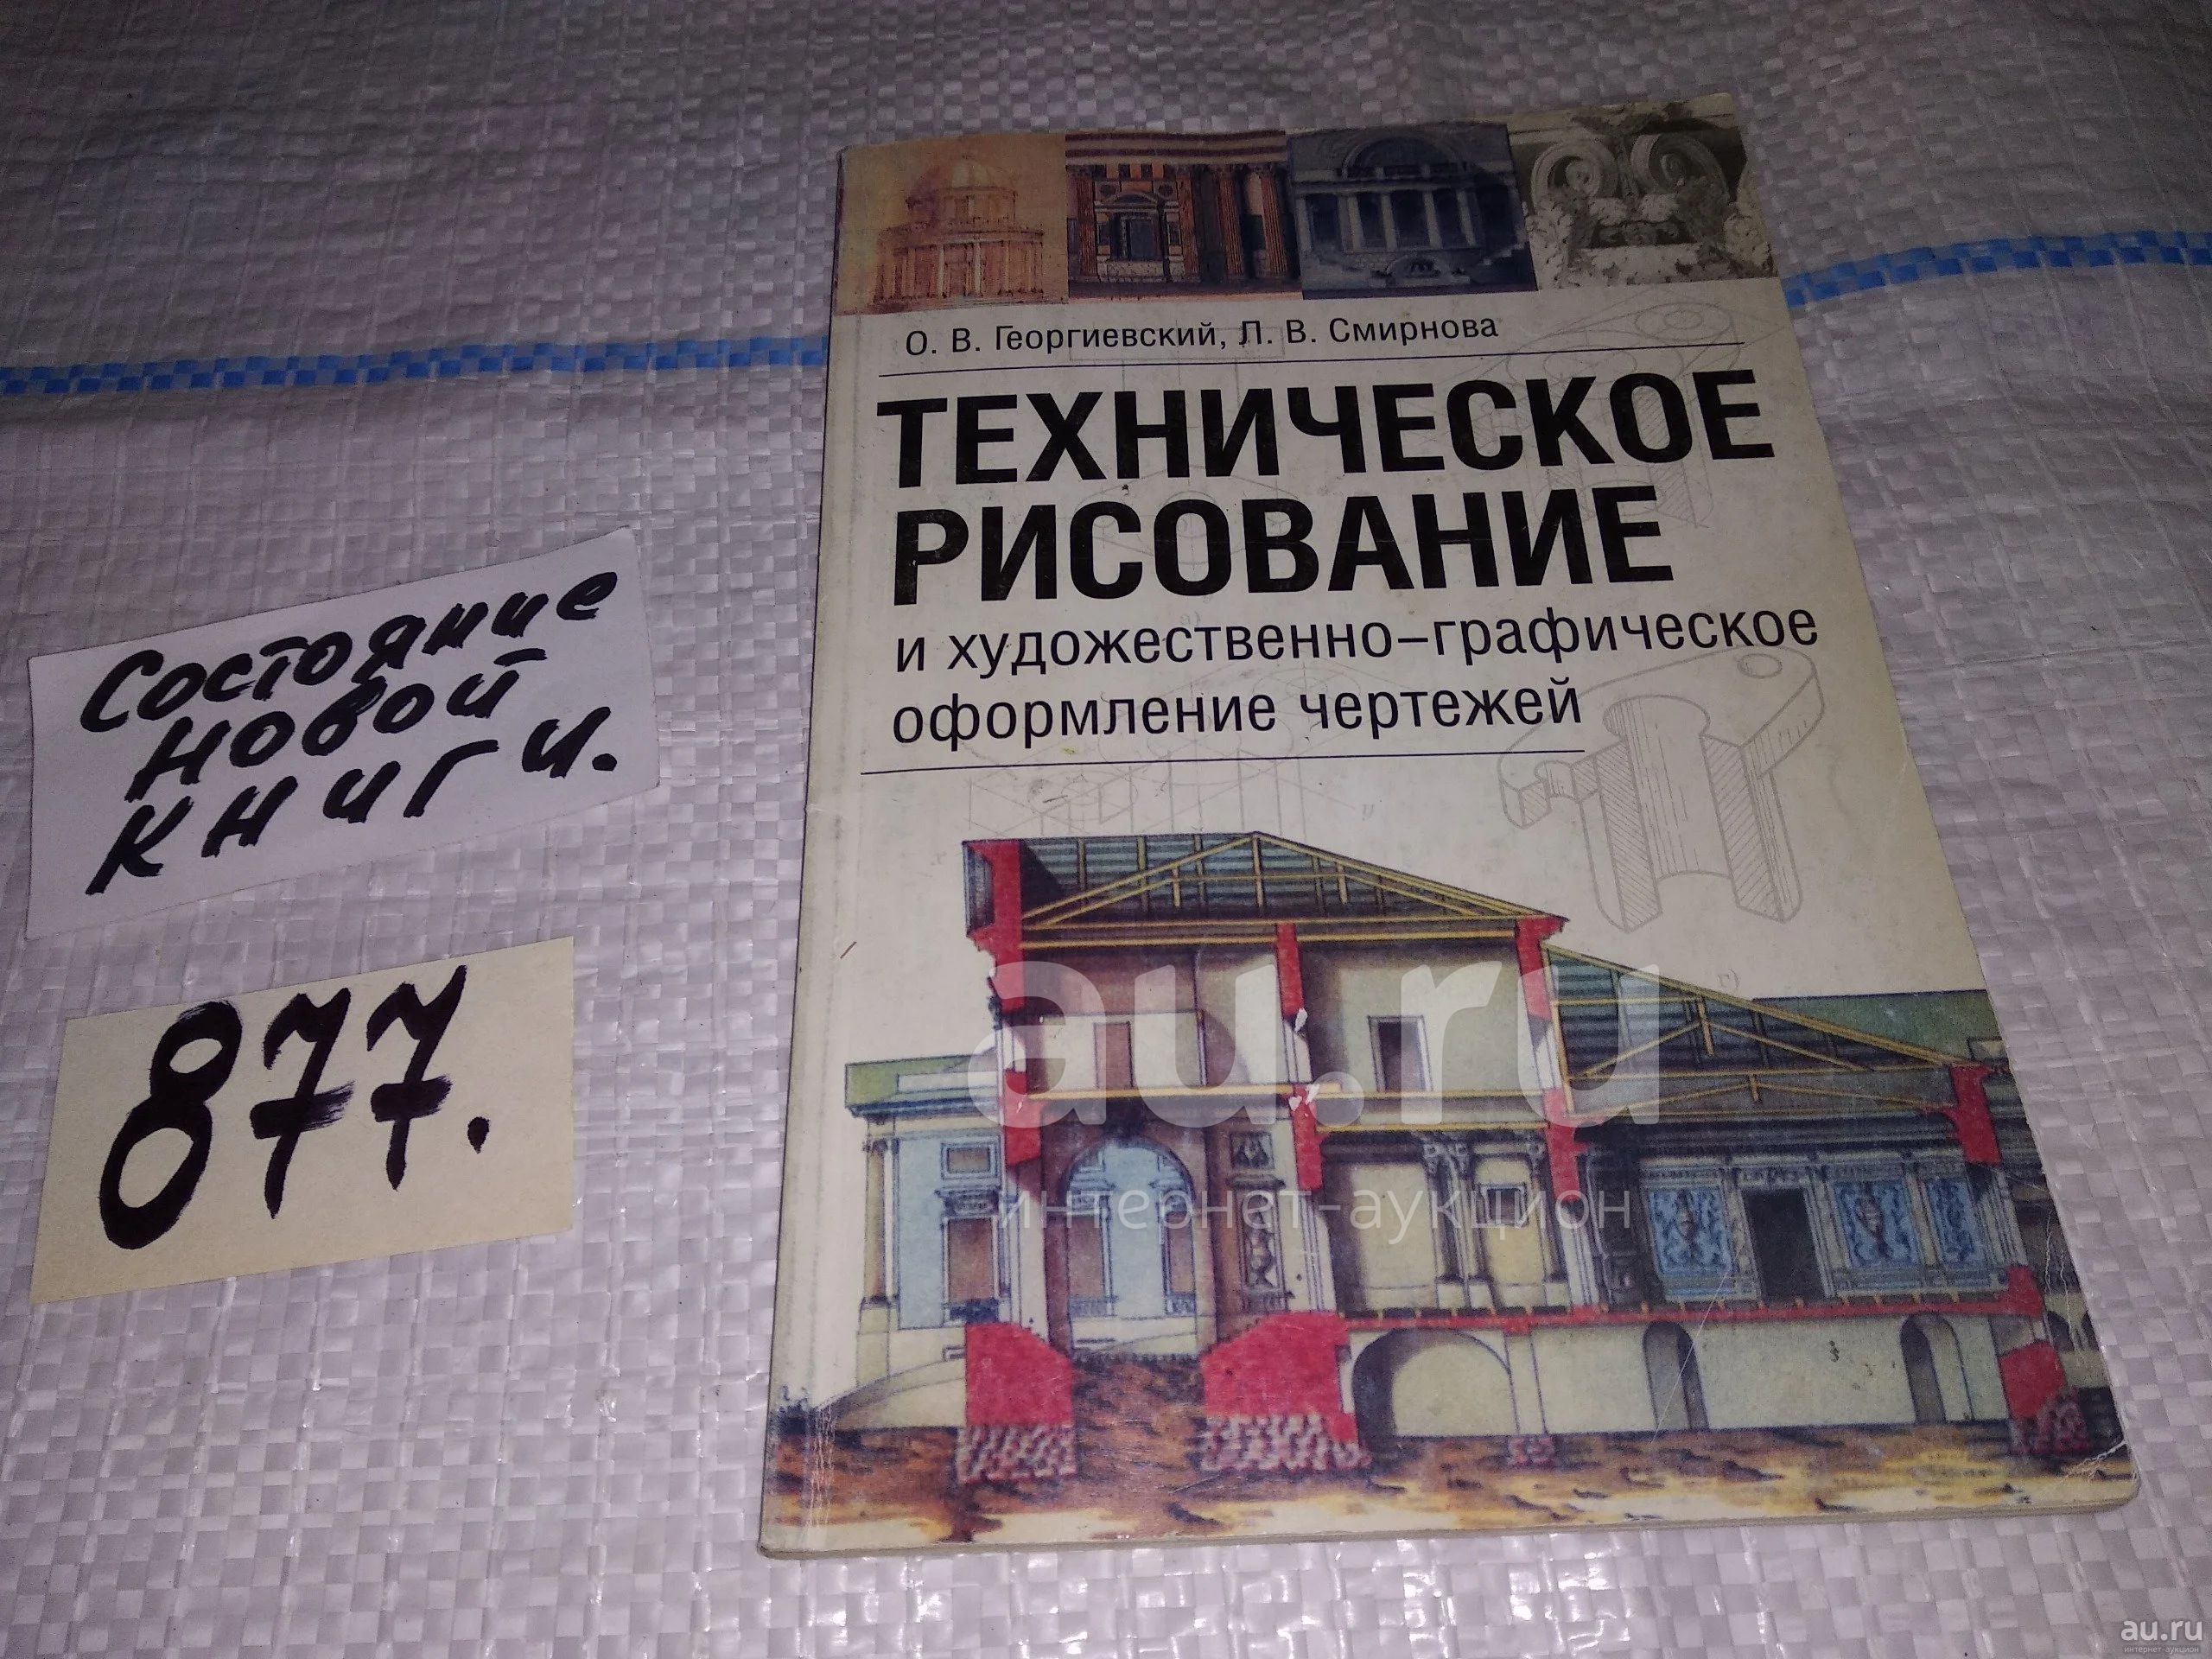 О. В. Георгиевский, Л. В. Смирнова
ТЕХНИЧЕСКОЕ
РИСОВАНИЕ
и художественно-графическое
оформление чертежей
Состояние
новой
книги.
877.
au.ru
интернет-аукцион
au.ru
интернет-аукцион